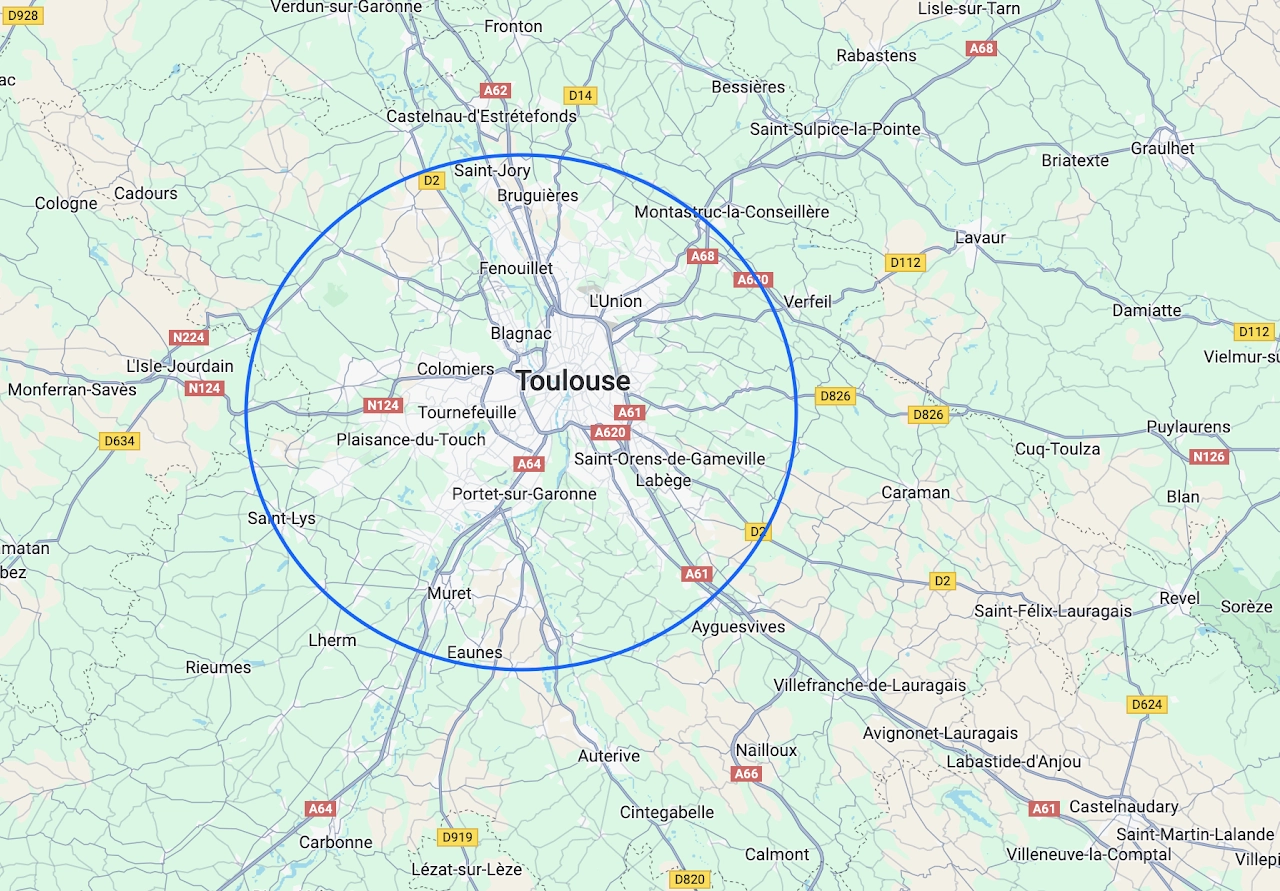 Verdun-sur-Garonne
Lisle-sur-Tarn
D928
Fronton
A68
Rabastens
ac
Bessières
A62
D14
Castelnau-d'Estrétefonds
Saint-Sulpice-la-Pointe
Graulhet
Briatexte
Saint-Jory
D2
Cadours
Bruguières
Cologne
Montastruc-la-Conseillère
Lavaur
A68
D112
Fenouillet
A680
L'Union
Verfeil
Damiatte
D112
Blagnac
N224
Vielmur-su
L'Isle-Jourdain
Colomiers
Toulouse
Monferran-Savès
N124
D826
N124
Tournefeuille
A61
D826
Puylaurens
A620
D634
Plaisance-du-Touch
Cuq-Toulza
N126
A64
Saint-Orens-de-Gameville
Labège
Portet-sur-Garonne
Caraman
Blan
Saint-Lys
D2
matan
bez
A61
D2
Muret
Revel
Sorèze
Saint-Félix-Lauragais
Ayguesvives
Lherm
Eaunes
Rieumes
Villefranche-de-Lauragais
D624
Avignonet-Lauragais
Auterive
Nailloux
Labastide-d'Anjou
A66
A64
A61
Castelnaudary
Cintegabelle
D919
Saint-Martin-Lalande
Carbonne
Calmont
Villeneuve-la-Comptal
Villepi
Lézat-sur-Lèze
D820